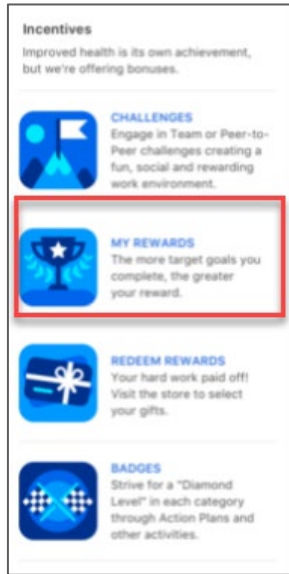 Incentives
Improved health is its own achievement,
but we're offering bonuses.
CHALLENGES
Engage in Team or Peer-to-
Peer challenges creating a
fun, social and rewarding
work environment.
MY REWARDS
The more target goals you
complete, the greater
your reward.
REDEEM REWARDS
Your hard work paid off!
Visit the store to select
your gifts.
BADGES
Strive for a "Diamond
Level" in each category
through Action Plans and
other activities.